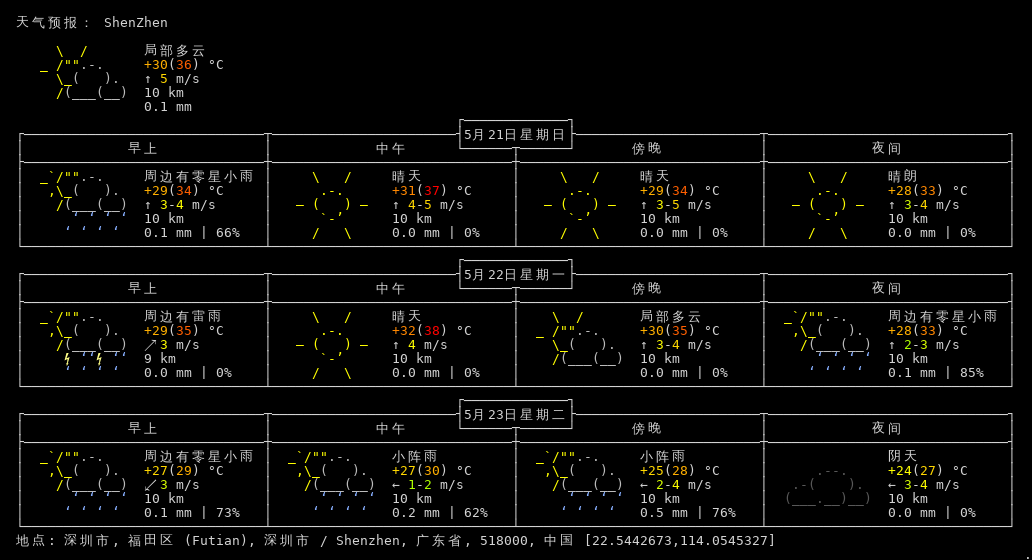 天气预报： ShenZhen
局部多云
+30(36) °C
↑ 5 m/s
10 km
0.1 mm
5月21日星期日
早上 中午 傍晚 夜间
周边有零星小雨 晴天 晴天 晴朗
+29(34) °C +31(37) °C +29(34) °C +28(33) °C
↑ 3-4 m/s ↑ 4-5 m/s ↑ 3-5 m/s ↑ 3-4 m/s
10 km 10 km 10 km 10 km
0.1 mm | 66% 0.0 mm | 0% 0.0 mm | 0% 0.0 mm | 0%
5月22日星期一
早上 中午 傍晚 夜间
周边有雷雨 晴天 局部多云 周边有零星小雨
+29(35) °C +32(38) °C +30(35) °C +28(33) °C
↗ 3 m/s ↑ 4 m/s ↑ 3-4 m/s ↑ 2-3 m/s
9 km 10 km 10 km 10 km
0.0 mm | 0% 0.0 mm | 0% 0.0 mm | 0% 0.1 mm | 85%
5月23日星期二
早上 中午 傍晚 夜间
周边有零星小雨 小阵雨 小阵雨 阴天
+27(29) °C +27(30) °C +25(28) °C +24(27) °C
↙ 3 m/s ← 1-2 m/s ← 2-4 m/s ← 3-4 m/s
10 km 10 km 10 km 10 km
0.1 mm | 73% 0.2 mm | 62% 0.5 mm | 76% 0.0 mm | 0%
地点: 深圳市, 福田区 (Futian), 深圳市 / Shenzhen, 广东省, 518000, 中国 [22.5442673,114.0545327]